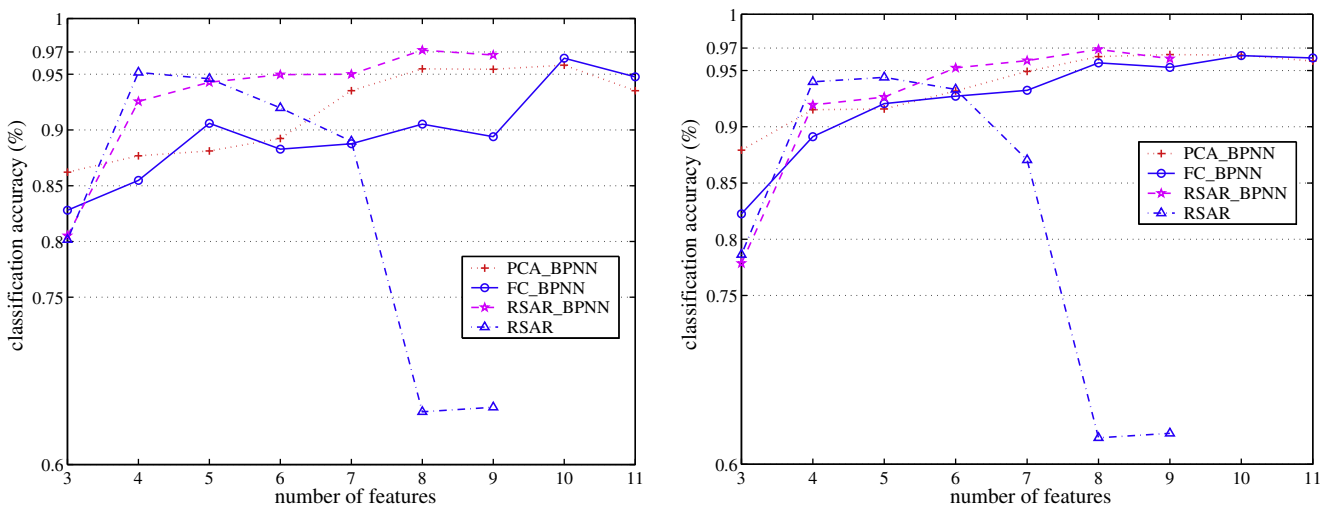 1
0.97
0.95
0.9
0.85
0.8
0.75
0.6
classification accuracy (%)
3 4 5 6 7 8 9 10 11
number of features
PCA_BPNN
FC_BPNN
RSAR_BPNN
RSAR
1
0.97
0.95
0.9
0.85
0.8
0.75
0.6
classification accuracy (%)
3 4 5 6 7 8 9 10 11
number of features
PCA_BPNN
FC_BPNN
RSAR_BPNN
RSAR